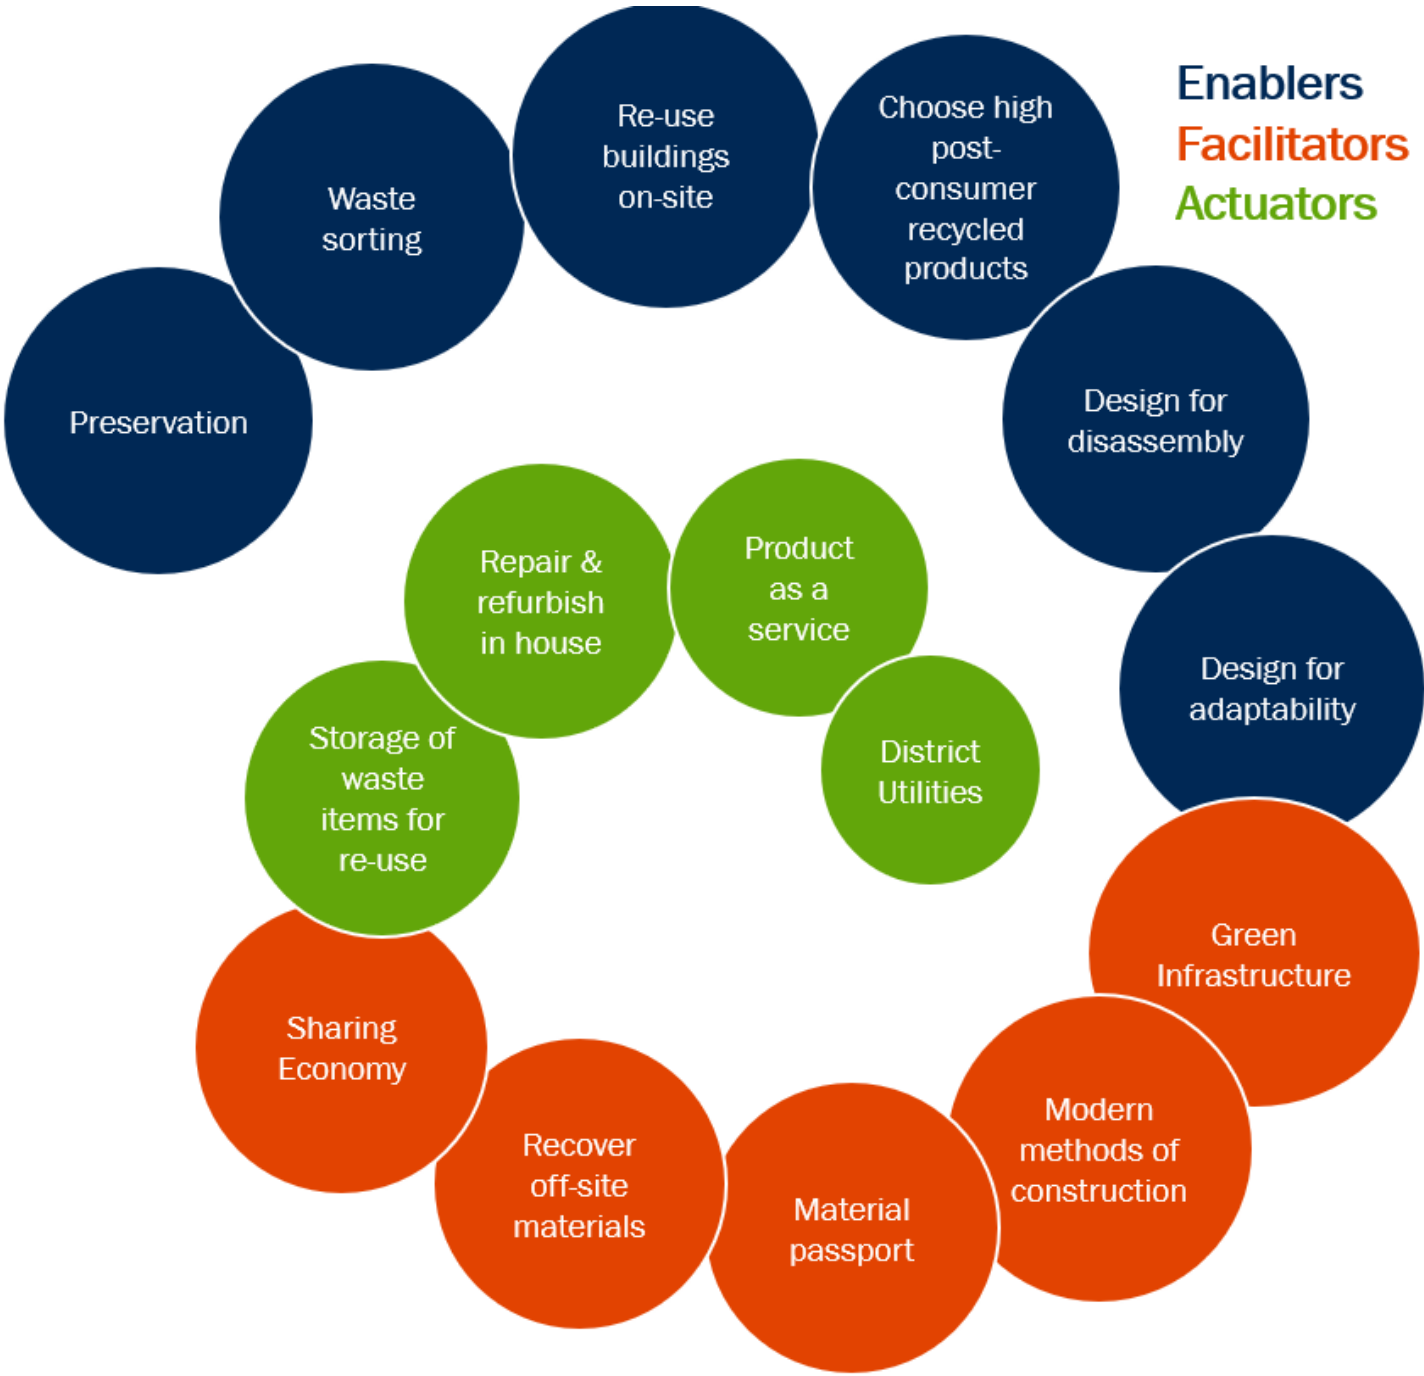 Enablers
Facilitators
Actuators
Preservation
Waste
sorting
Re-use
buildings
on-site
Choose high
post-
consumer
recycled
products
Design for
disassembly
Design for
adaptability
Green
Infrastructure
Modern
methods of
construction
Material
passport
Recover
off-site
materials
Sharing
Economy
Storage of
waste
items for
re-use
Repair &
refurbish
in house
Product
as a
service
District
Utilities